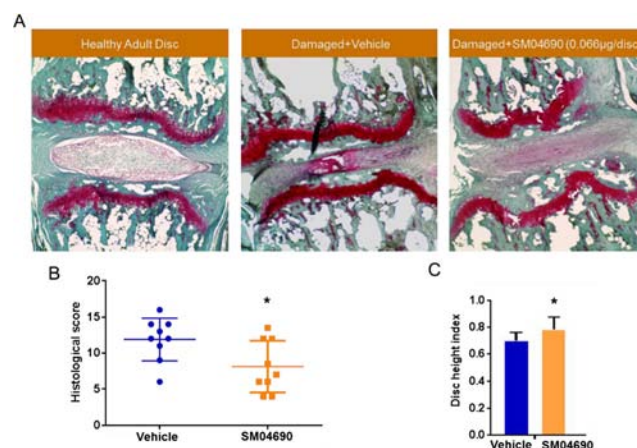 A
Healthy Adult Disc
Damaged+Vehicle
Damaged+SM04690 (0.066µg/disc
B
Histological score
20
15
10
5
0
*
Vehicle
SM04690
C
Disc height index
1.0
0.8
0.6
0.4
0.2
0.0
*
Vehicle
SM04690